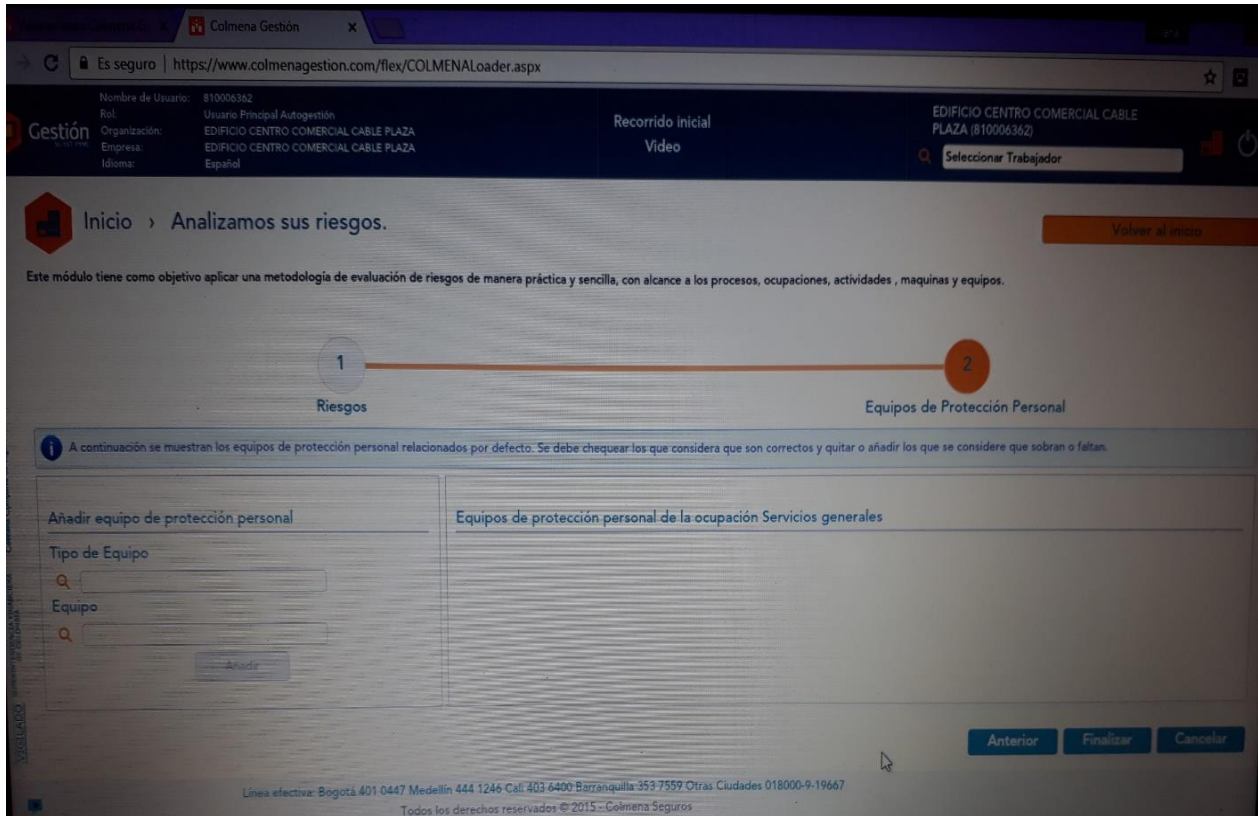 Colmena Gestión
Es seguro | https://www.colmenagestion.com/flex/COLMENALoader.aspx
Gestión
Nombre de Usuario: 810006362
Rol: Usuario Principal Autogestión
Organización: EDIFICIO CENTRO COMERCIAL CABLE PLAZA
Empresa: EDIFICIO CENTRO COMERCIAL CABLE PLAZA
Idioma: Español
Recorrido inicial
Video
EDIFICIO CENTRO COMERCIAL CABLE
PLAZA (810006362)
Seleccionar Trabajador
Inicio › Analizamos sus riesgos.
Volver al inicio
Este módulo tiene como objetivo aplicar una metodología de evaluación de riesgos de manera práctica y sencilla, con alcance a los procesos, ocupaciones, actividades , maquinas y equipos.
1
2
Riesgos
Equipos de Protección Personal
A continuación se muestran los equipos de protección personal relacionados por defecto. Se debe chequear los que considera que son correctos y quitar o añadir los que se considere que sobran o faltan.
Añadir equipo de protección personal
Equipos de protección personal de la ocupación Servicios generales
Tipo de Equipo
Equipo
Añadir
VIGILADO
Anterior
Finalizar
Cancelar
Línea efectiva: Bogotá 401 0447 Medellín 444 1246 Cali 403 6400 Barranquilla 353 7559 Otras Ciudades 018000-9-19667
Todos los derechos reservados © 2015 - Colmena Seguros